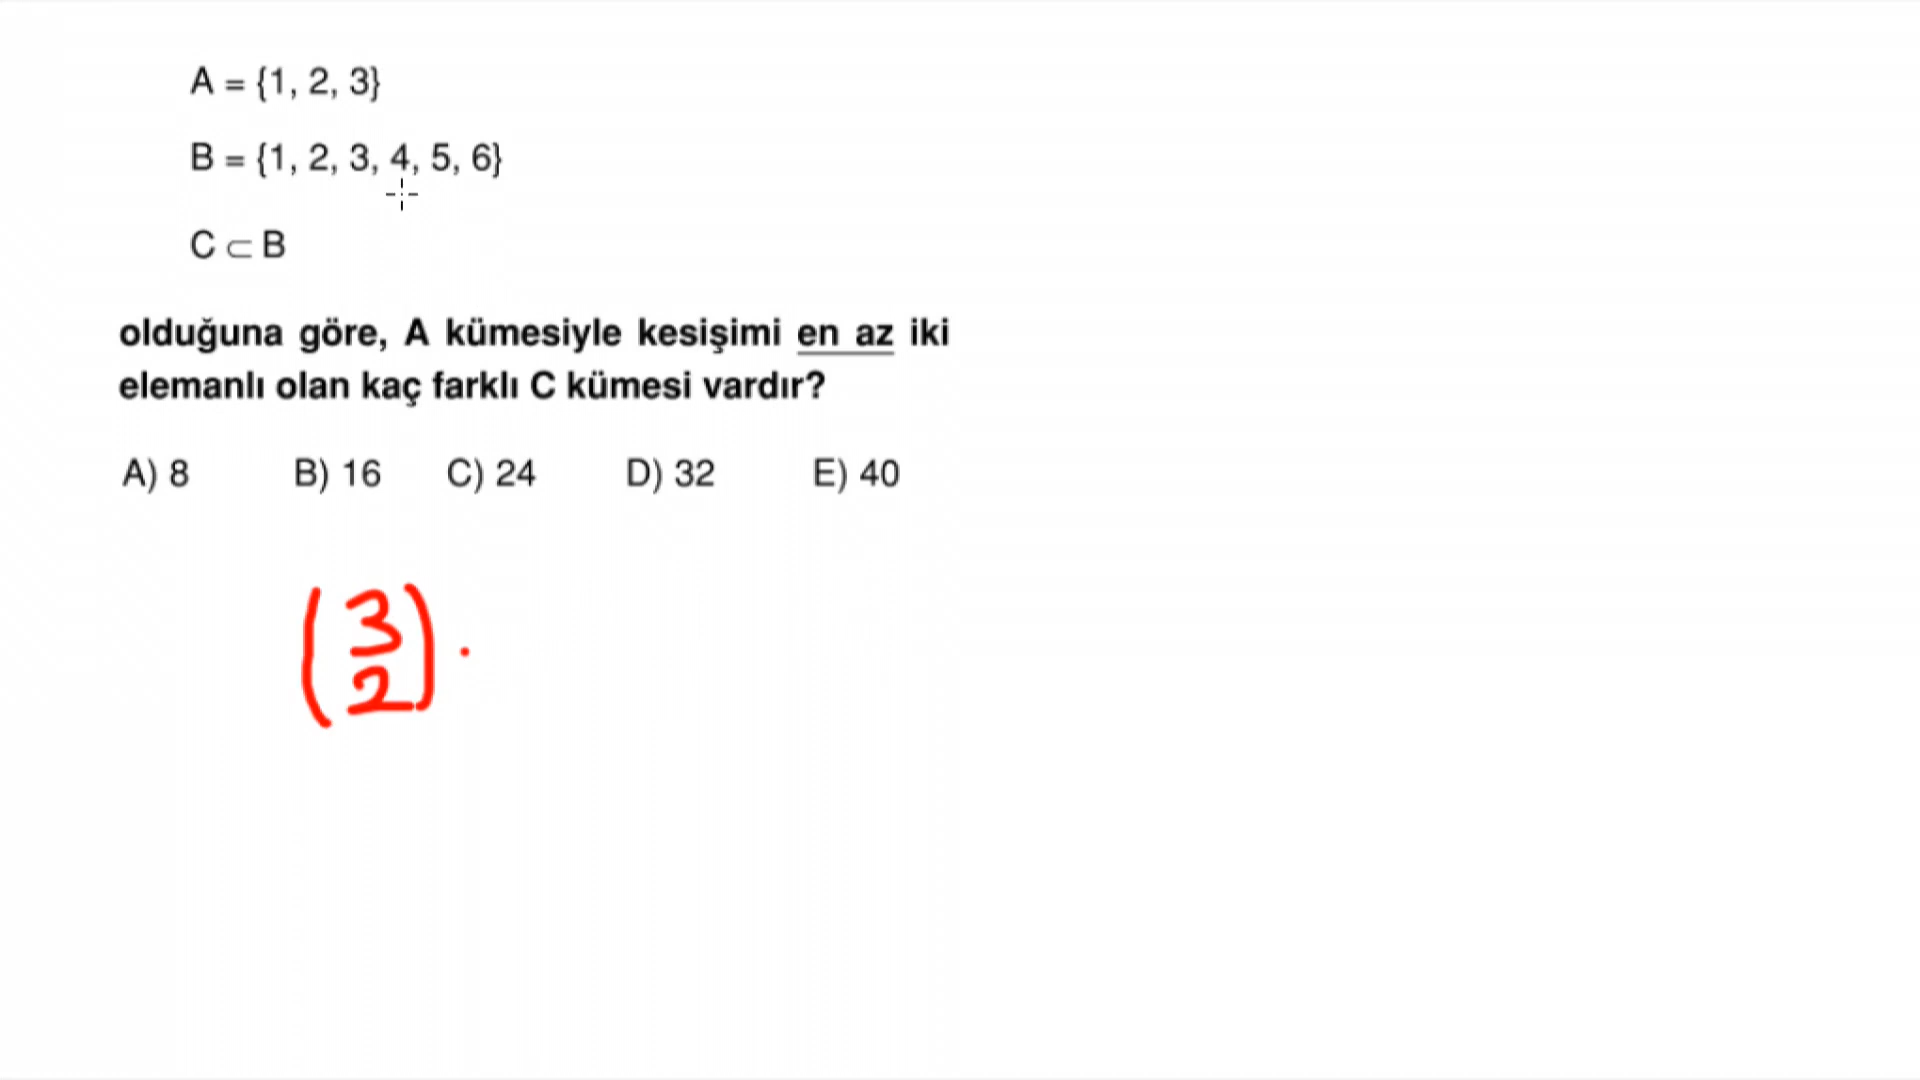 A = {1, 2, 3}
B = {1, 2, 3, 4, 5, 6}
C ⊂ B
olduğuna göre, A kümesiyle kesişimi en az iki
elemanlı olan kaç farklı C kümesi vardır?
A) 8 B) 16 C) 24 D) 32 E) 40
(3
2) .